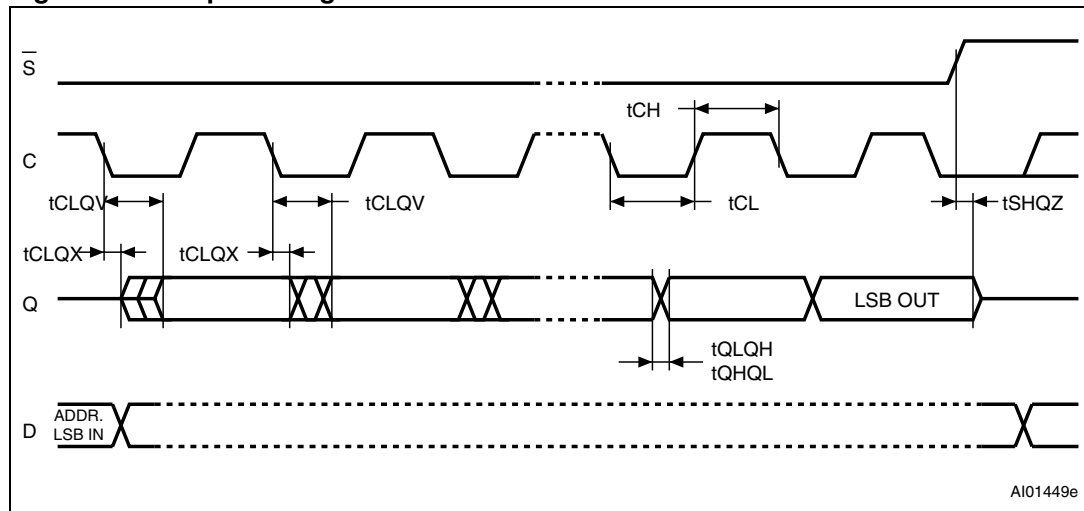 S
tCH
C
tCLQV
tCLQV
tCL
tSHQZ
tCLQX
tCLQX
Q
LSB OUT
tQLQH
tQHQL
D
ADDR.
LSB IN
AI01449e